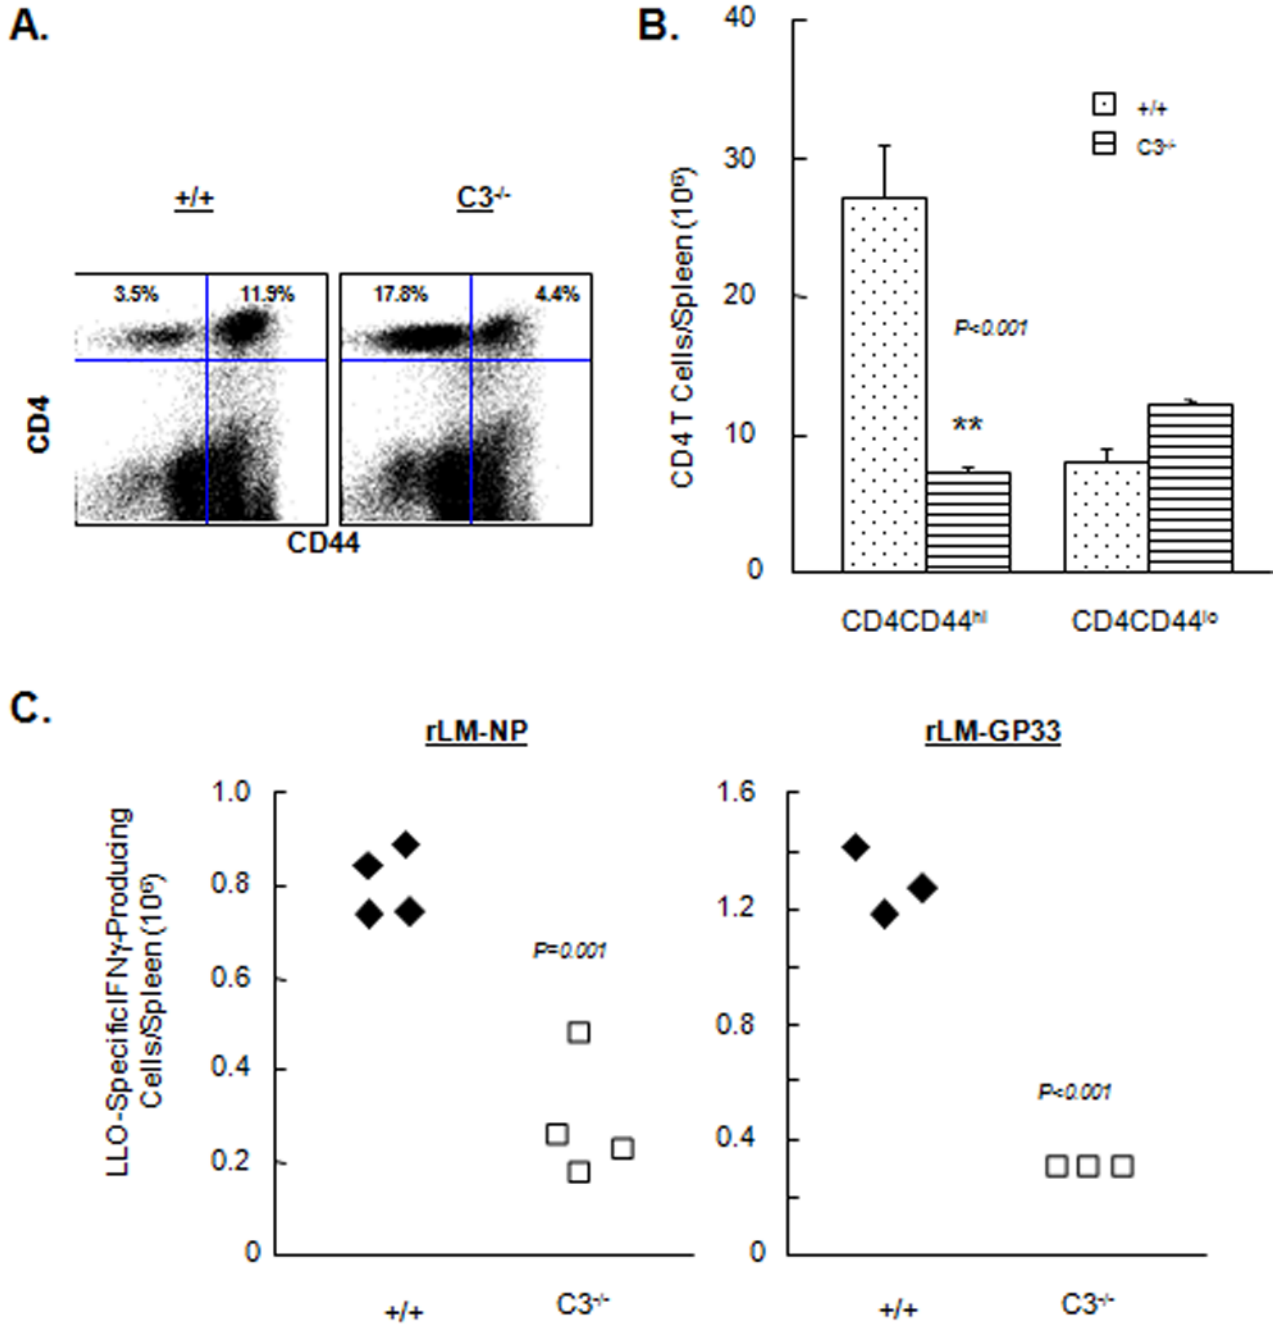 A.
+/+
C3-/-
3.5%
11.9%
17.8%
4.4%
CD4
CD44
B.
40
30
20
10
0
CD4 T Cells/Spleen (10⁶)
+/+
C3-/-
P<0.001
**
CD4CD44hi
CD4CD44lo
C.
rLM-NP
1.0
0.8
0.6
0.4
0.2
0
LLO-Specific IFNγ-Producing
Cells/Spleen (10⁶)
P=0.001
+/+
C3-/-
rLM-GP33
1.6
1.2
0.8
0.4
0
P<0.001
+/+
C3-/-